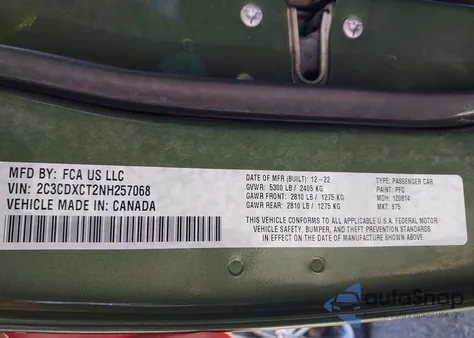 MFD BY: FCA US LLC
VIN: 2C3CDXCT2NH257068
VEHICLE MADE IN: CANADA
DATE OF MFR (BUILT): 12-22
GVWR: 5300 LB / 2405 KG
GAWR FRONT: 2810 LB / 1275 KG
GAWR REAR: 2810 LB / 1275 KG
TYPE: PASSENGER CAR
PAINT: PFQ
MDH: 120814
MKT: 875
THIS VEHICLE CONFORMS TO ALL APPLICABLE U.S.A. FEDERAL MOTOR
VEHICLE SAFETY, BUMPER, AND THEFT PREVENTION STANDARDS
IN EFFECT ON THE DATE OF MANUFACTURE SHOWN ABOVE.
autoSnap